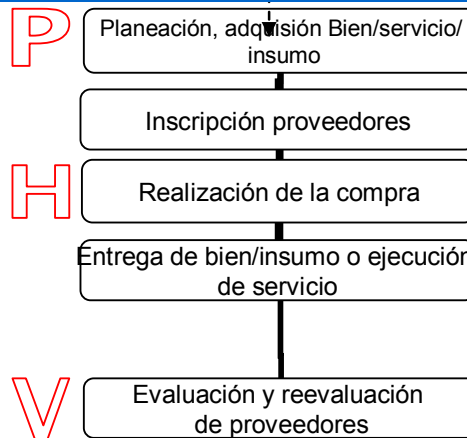 P
Planeación, adquisión Bien/servicio/
insumo
Inscripción proveedores
H
Realización de la compra
Entrega de bien/insumo o ejecución
de servicio
V
Evaluación y reevaluación
de proveedores